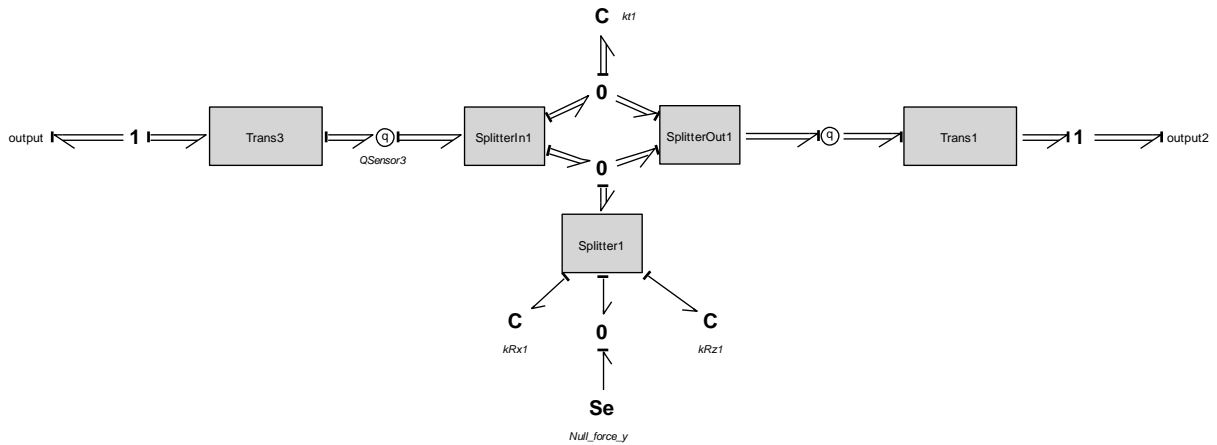 C kt1
0
output 1 Trans3 q SplitterIn1 SplitterOut1 q Trans1 1 output2
QSensor3
0
Splitter1
C 0 C
kRx1 kRz1
Se
Null_force_y